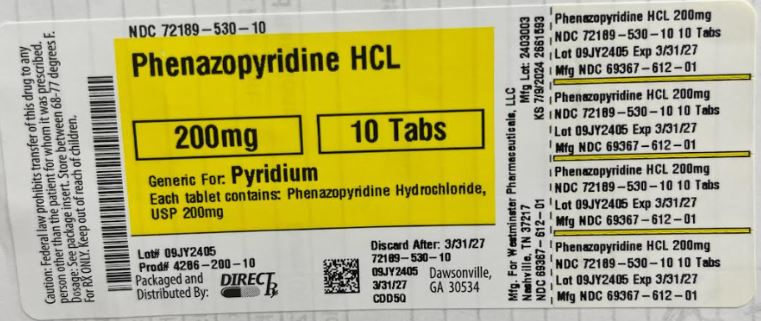 Caution: Federal law prohibits transfer of this drug to any
person other than the patient for whom it was prescribed.
Dosage: See package insert. Store between 68-77 degrees F.
For RX ONLY. Keep out of reach of children.
NDC 72189-530-10
Phenazopyridine HCL
200mg
10 Tabs
Generic For: Pyridium
Each tablet contains: Phenazopyridine Hydrochloride,
USP 200mg
Lot# 09JY2405
Prod# 4286-200-10
Packaged and
Distributed By:
DIRECT Rx
Discard After: 3/31/27
72189-530-10
09JY2405
3/31/27
CDD5Q
Dawsonville,
GA 30534
Mfg. For Westminster Pharmaceuticals, LLC
Nashville, TN 37217
NDC 69367-612-01
Mfg Lot: 2403003
KS 7/9/2024 2661593
Phenazopyridine HCL 200mg
NDC 72189-530-10 10 Tabs
Lot 09JY2405 Exp 3/31/27
Mfg NDC 69367-612-01
Phenazopyridine HCL 200mg
NDC 72189-530-10 10 Tabs
Lot 09JY2405 Exp 3/31/27
Mfg NDC 69367-612-01
Phenazopyridine HCL 200mg
NDC 72189-530-10 10 Tabs
Lot 09JY2405 Exp 3/31/27
Mfg NDC 69367-612-01
Phenazopyridine HCL 200mg
NDC 72189-530-10 10 Tabs
Lot 09JY2405 Exp 3/31/27
Mfg NDC 69367-612-01